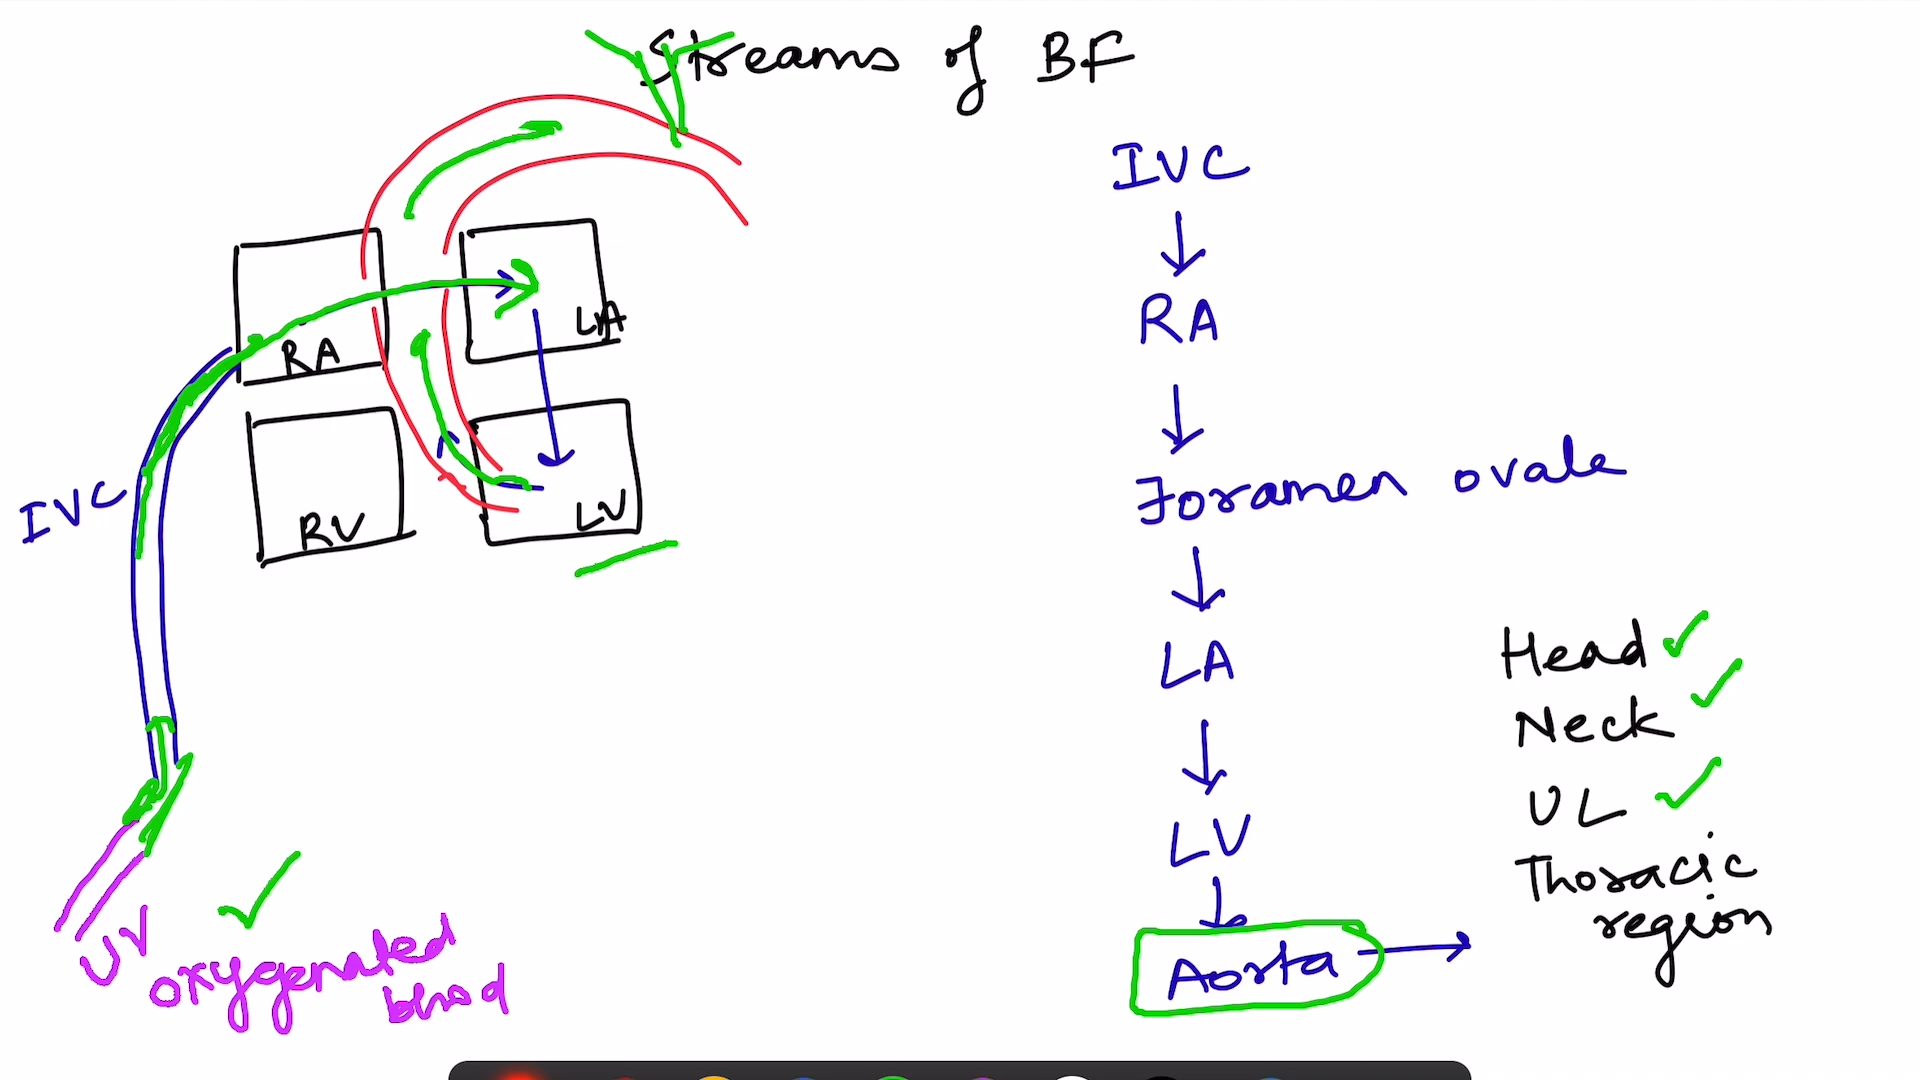 Streams of BF
RA
LA
RV
LV
IVC
UV
oxygenated
blood
IVC
RA
Foramen ovale
LA
LV
Aorta
Head
Neck
UL
Thoracic
region